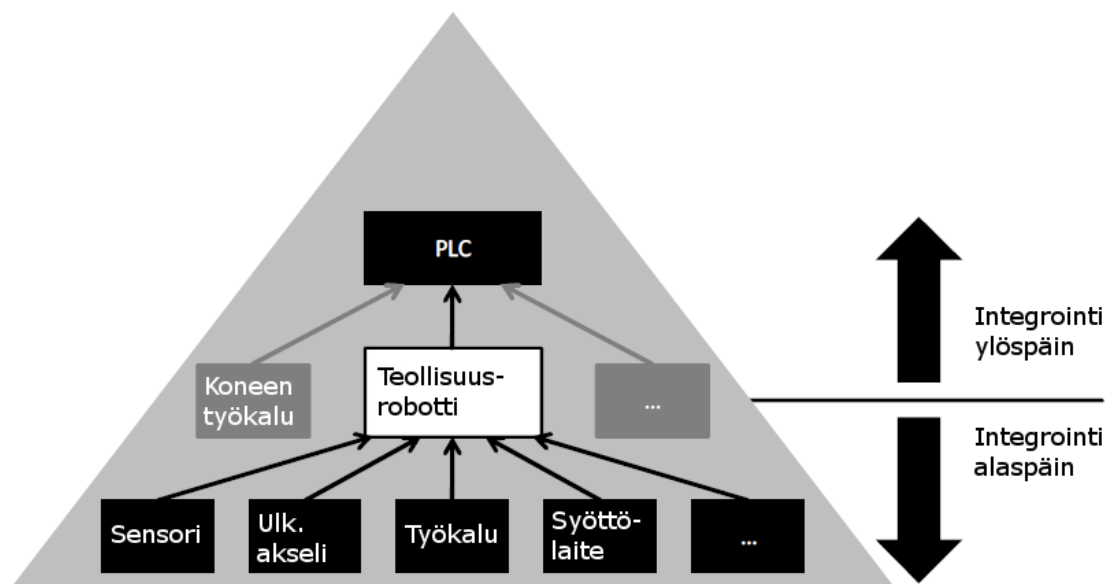 PLC
Integrointi
ylöspäin
Koneen
työkalu
Teollisuus-
robotti
...
Integrointi
alaspäin
Sensori
Ulk.
akseli
Työkalu
Syöttö-
laite
...